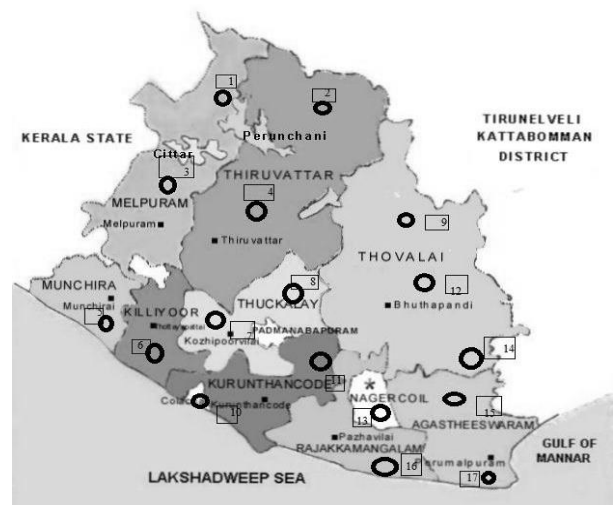 1
2
KERALA STATE
Perunchani
TIRUNELVELI
KATTABOMMAN
DISTRICT
Cittar
3
THIRUVATTAR
4
MELPURAM
Melpuram
9
Thiruvattar
THOVALAI
MUNCHIRA
8
12
Munchirai
KILLIYOOR
THUCKALAY
Bhuthapandi
5
PADMANABAPURAM
7
Kozhipoorvilai
6
14
KURUNTHANCODE
11
*
NAGERCOIL
Kurunthancode
10
13
15
AGASTHEESWARAM
Pazhavilai
RAJAKKAMANGALAM
GULF OF
MANNAR
16
LAKSHADWEEP SEA
17